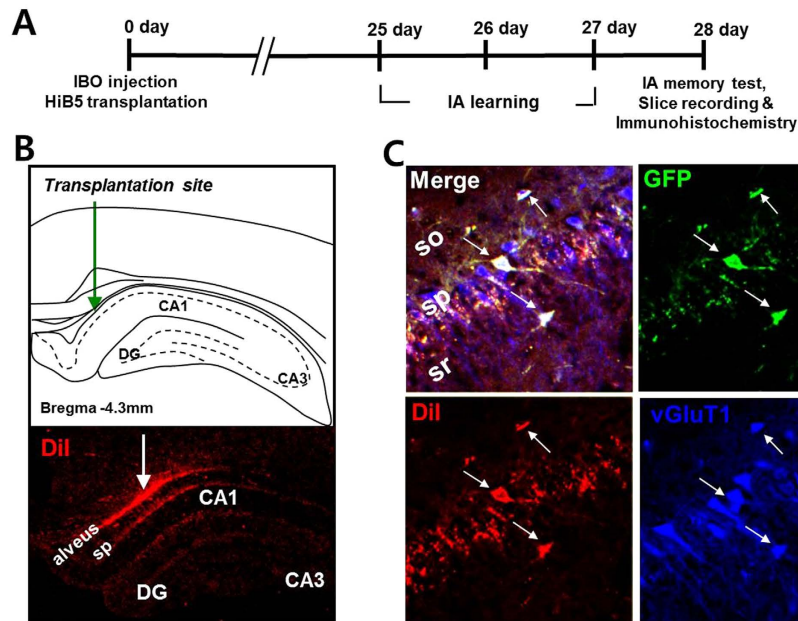 A
0 day
25 day
26 day
27 day
28 day
IBO injection
HiB5 transplantation
IA learning
IA memory test,
Slice recording &
Immunohistochemistry
B
Transplantation site
CA1
DG
CA3
Bregma -4.3mm
DiI
CA1
alveus
sp
DG
CA3
C
Merge
so
sp
sr
GFP
DiI
vGluT1